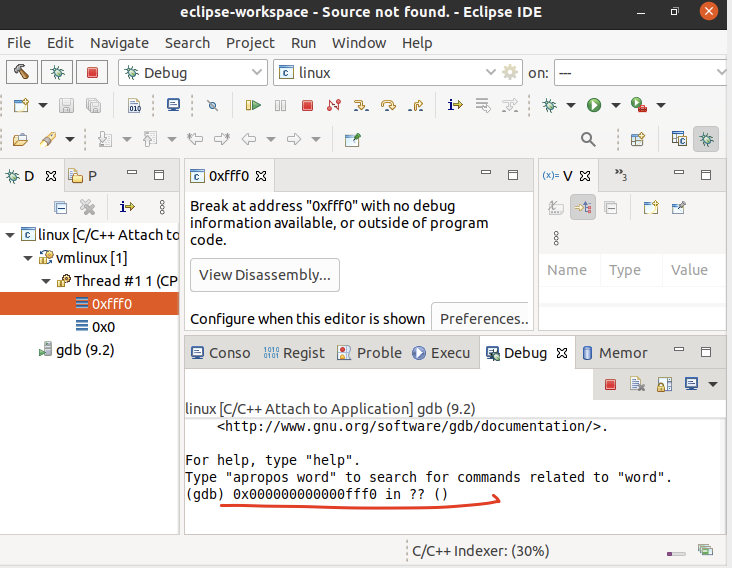 eclipse-workspace - Source not found. - Eclipse IDE
File Edit Navigate Search Project Run Window Help
Debug
linux
on: ---
D
P
linux [C/C++ Attach to
vmlinux [1]
Thread #1 1 (CP
0xfff0
0x0
gdb (9.2)
0xfff0
Break at address "0xfff0" with no debug
information available, or outside of program
code.
View Disassembly...
Configure when this editor is shown Preferences..
(x)= V
»3
Name Type Value
Conso Regist Proble Execu Debug Memor
linux [C/C++ Attach to Application] gdb (9.2)
<http://www.gnu.org/software/gdb/documentation/>.
For help, type "help".
Type "apropos word" to search for commands related to "word".
(gdb) 0x000000000000fff0 in ?? ()
C/C++ Indexer: (30%)